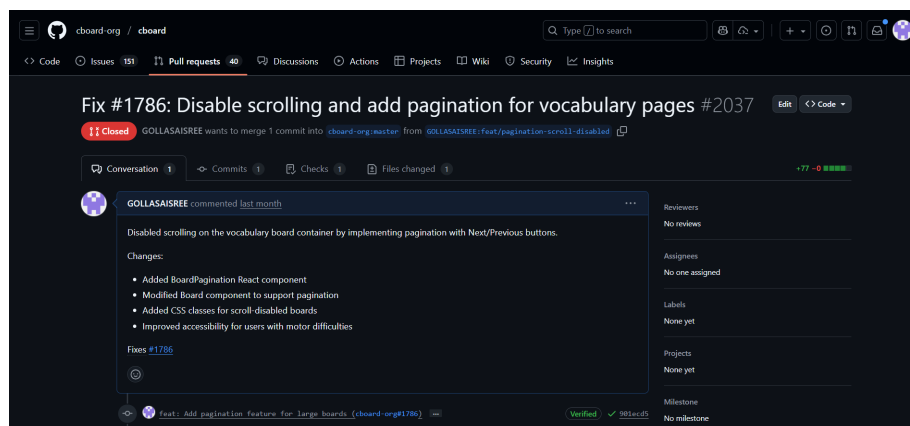 cboard-org / cboard
Type / to search
Code
Issues 151
Pull requests 40
Discussions
Actions
Projects
Wiki
Security
Insights
Fix #1786: Disable scrolling and add pagination for vocabulary pages #2037
Edit
Code
Closed
GOLLASAISREE wants to merge 1 commit into cboard-org:master from GOLLASAISREE:feat/pagination-scroll-disabled
Conversation 1
Commits 1
Checks 1
Files changed 1
+77 −0
GOLLASAISREE commented last month
Disabled scrolling on the vocabulary board container by implementing pagination with Next/Previous buttons.
Changes:
• Added BoardPagination React component
• Modified Board component to support pagination
• Added CSS classes for scroll-disabled boards
• Improved accessibility for users with motor difficulties
Fixes #1786
feat: Add pagination feature for large boards (cboard-org#1786)
Verified
901ecd5
Reviewers
No reviews
Assignees
No one assigned
Labels
None yet
Projects
None yet
Milestone
No milestone